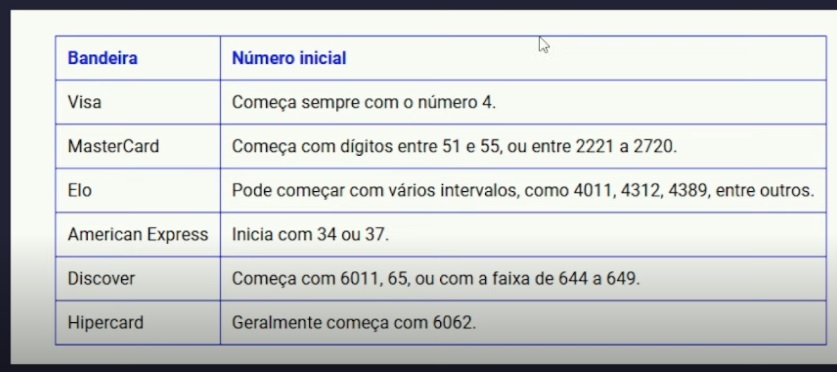 Bandeira Número inicial
Visa Começa sempre com o número 4.
MasterCard Começa com dígitos entre 51 e 55, ou entre 2221 a 2720.
Elo Pode começar com vários intervalos, como 4011, 4312, 4389, entre outros.
American Express Inicia com 34 ou 37.
Discover Começa com 6011, 65, ou com a faixa de 644 a 649.
Hipercard Geralmente começa com 6062.